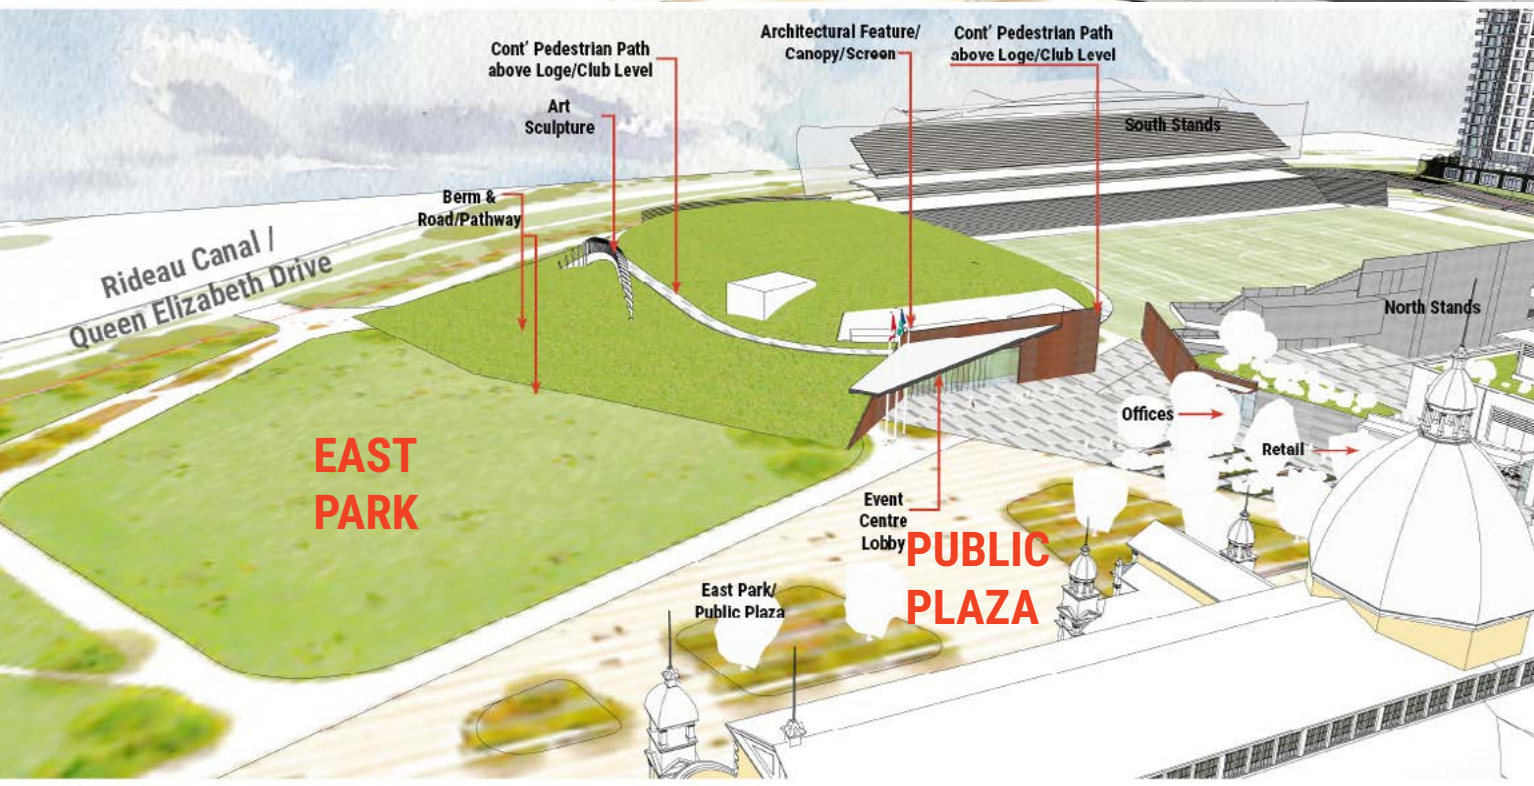 Cont' Pedestrian Path
above Loge/Club Level
Architectural Feature/
Canopy/Screen
Cont' Pedestrian Path
above Loge/Club Level
Art
Sculpture
South Stands
Berm &
Road/Pathway
Rideau Canal /
Queen Elizabeth Drive
North Stands
Offices
Retail
EAST
PARK
Event
Centre
Lobby
PUBLIC
PLAZA
East Park/
Public Plaza